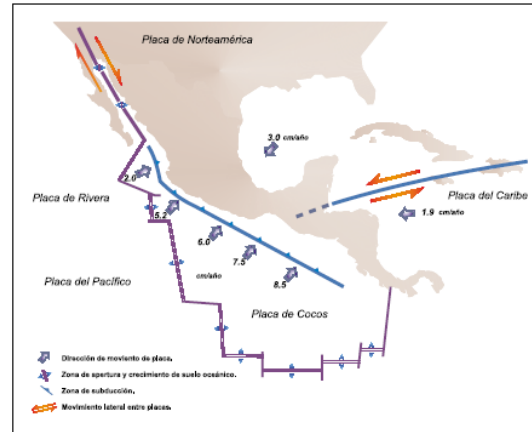 Placa de Norteamérica
3.0 cm/año
2.0
Placa de Rivera
Placa del Caribe
5.2
1.9 cm/año
6.0
7.5
cm/año
8.5
Placa del Pacífico
Placa de Cocos
Dirección de moviento de placa.
Zona de apertura y crecimiento de suelo oceánico.
Zona de subducción.
Movimiento lateral entre placas.